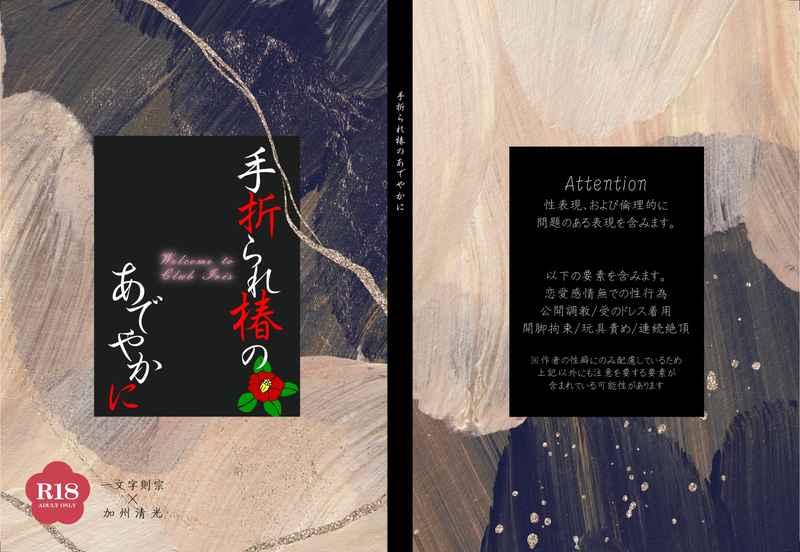 手折られ椿の
あでやかに
Welcome to
Club Iris
R18
ADULT ONLY
一文字則宗
×
加州清光
手折られ椿のあでやかに
Attention
性表現、および倫理的に
問題のある表現を含みます。
以下の要素を含みます。
恋愛感情無での性行為
公開調教/受のドレス着用
開脚拘束/玩具責め/連続絶頂
※作者の性癖にのみ配慮しているため
上記以外にも注意を要する要素が
含まれている可能性があります